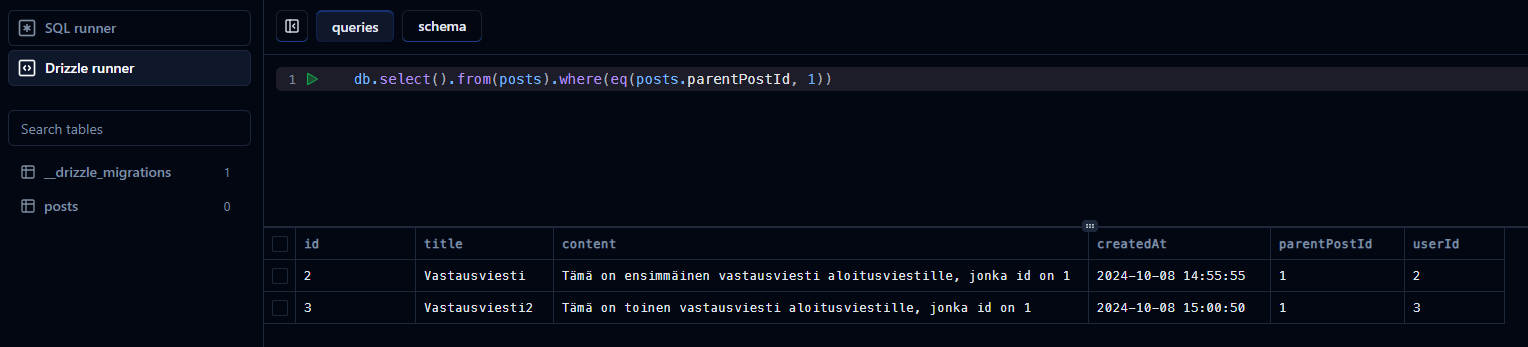 SQL runner
Drizzle runner
Search tables
__drizzle_migrations 1
posts 0
queries schema
1 db.select().from(posts).where(eq(posts.parentPostId, 1))
id title content createdAt parentPostId userId
2 Vastausviesti Tämä on ensimmäinen vastausviesti aloitusviestille, jonka id on 1 2024-10-08 14:55:55 1 2
3 Vastausviesti2 Tämä on toinen vastausviesti aloitusviestille, jonka id on 1 2024-10-08 15:00:50 1 3